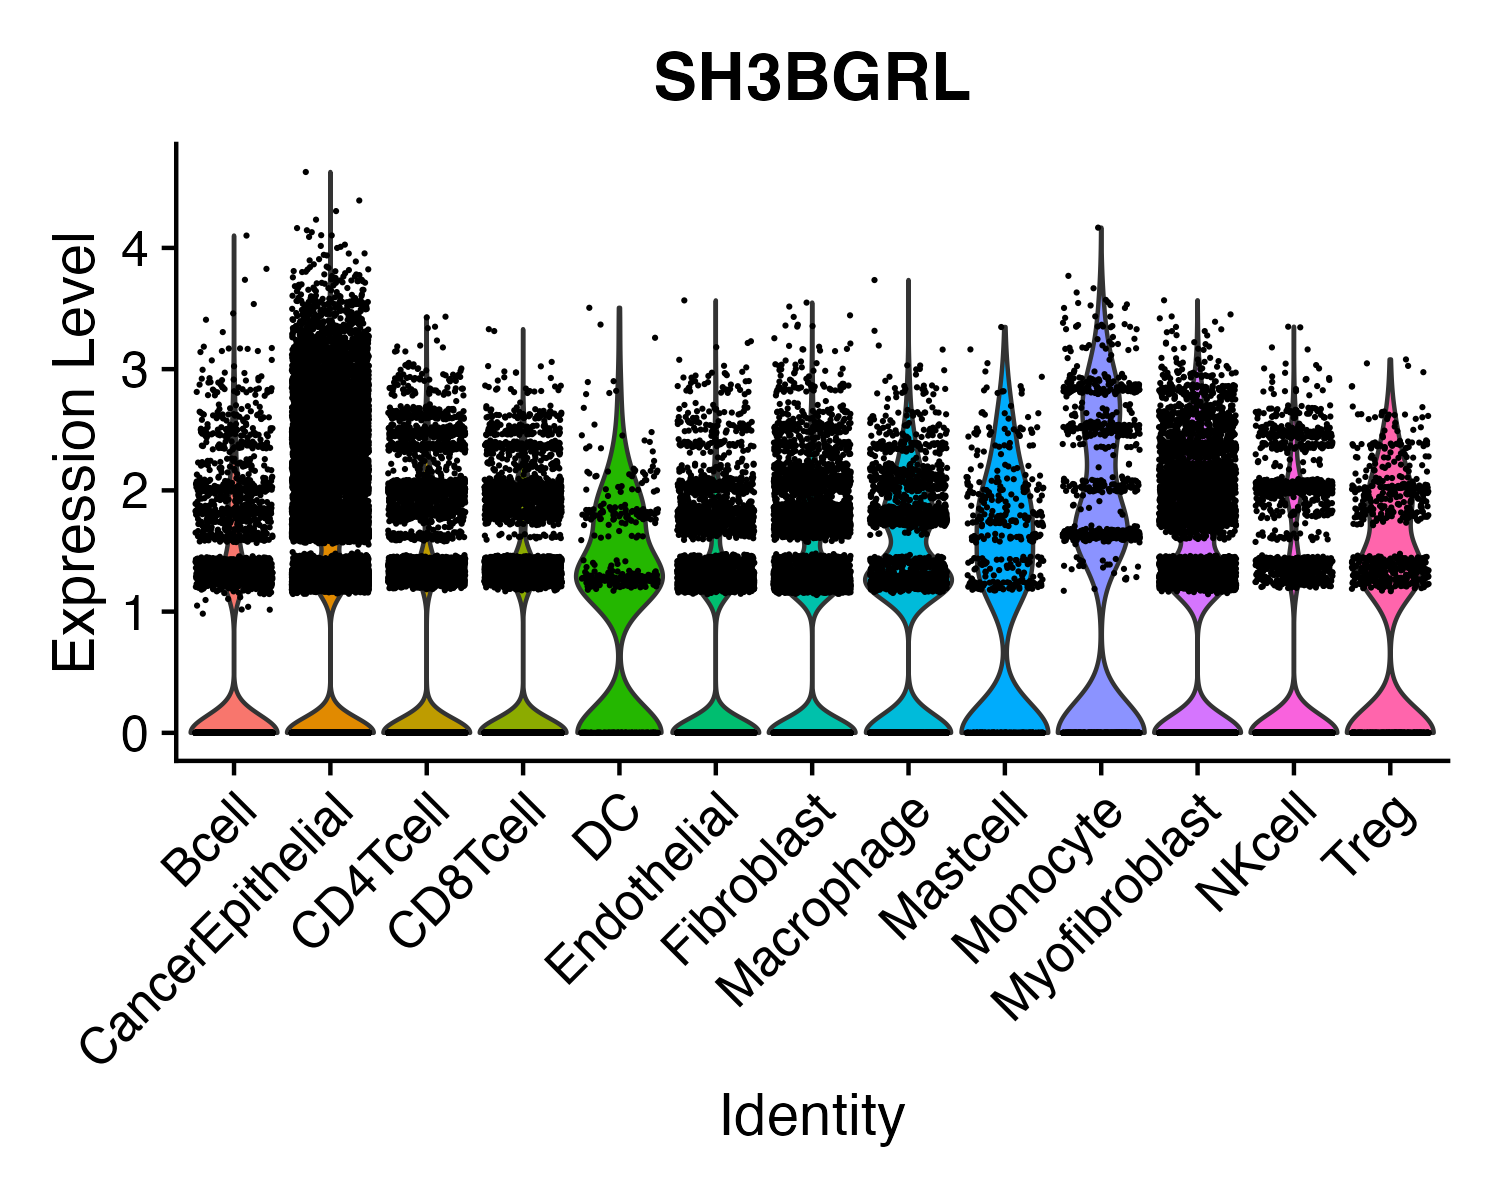 SH3BGRL
Expression Level
4
3
2
1
0
Bcell
CancerEpithelial
CD4Tcell
CD8Tcell
DC
Endothelial
Fibroblast
Macrophage
Mastcell
Monocyte
Myofibroblast
NKcell
Treg
Identity